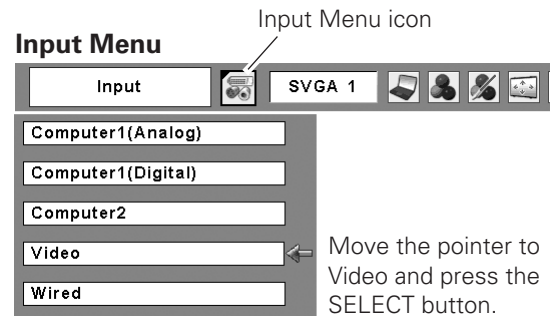 Input Menu icon
Input Menu
Input
SVGA 1
Computer1(Analog)
Computer1(Digital)
Computer2
Video
Wired
Move the pointer to
Video and press the
SELECT button.